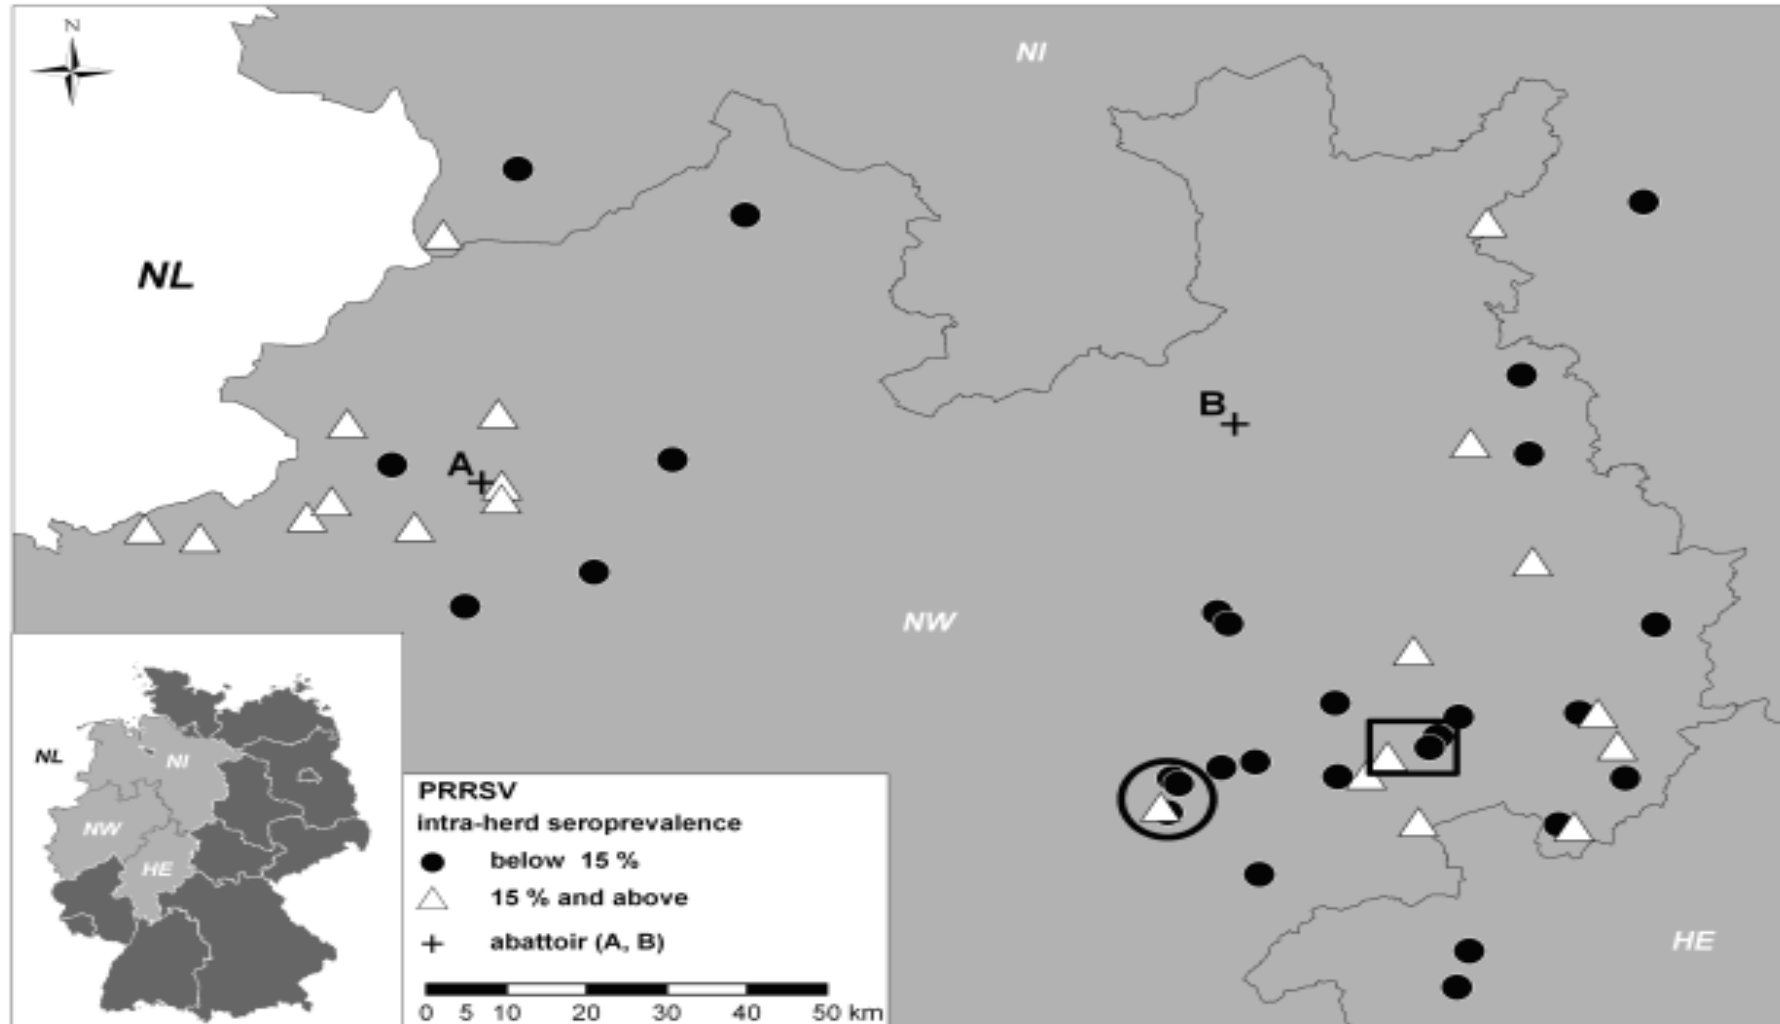 N
NI
NL
B
A
NW
NL
NI
NW
HE
PRRSV
intra-herd seroprevalence
below 15 %
15 % and above
abattoir (A, B)
0 5 10 20 30 40 50 km
HE